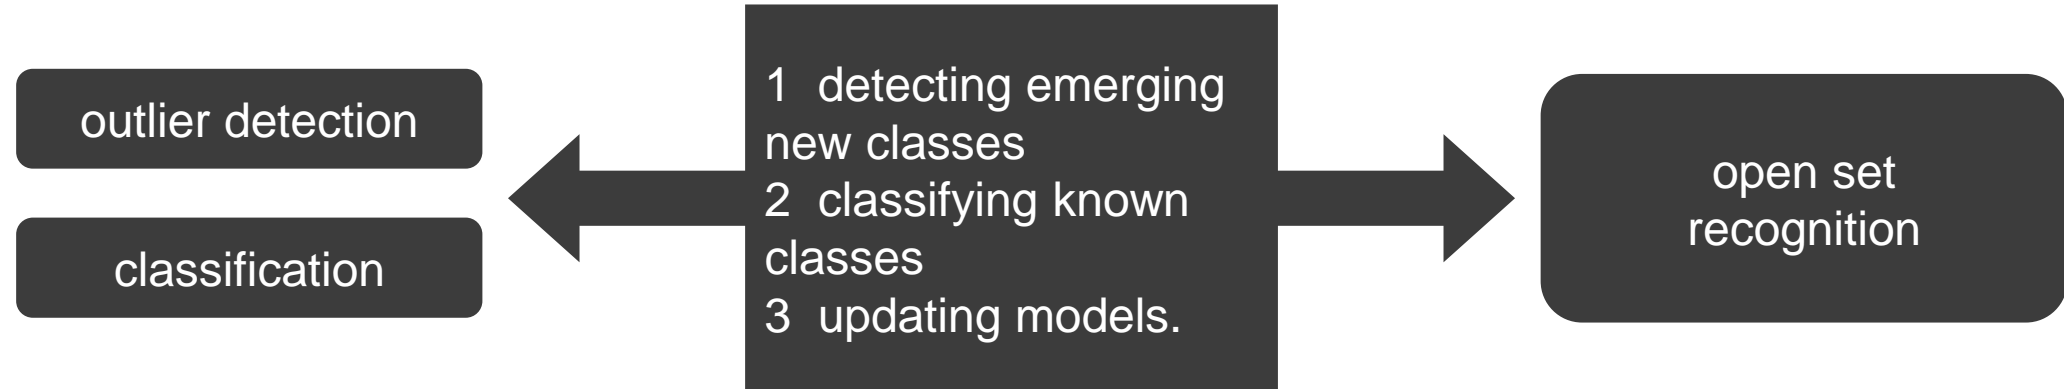 outlier detection
classification
1 detecting emerging
new classes
2 classifying known
classes
3 updating models.
open set
recognition